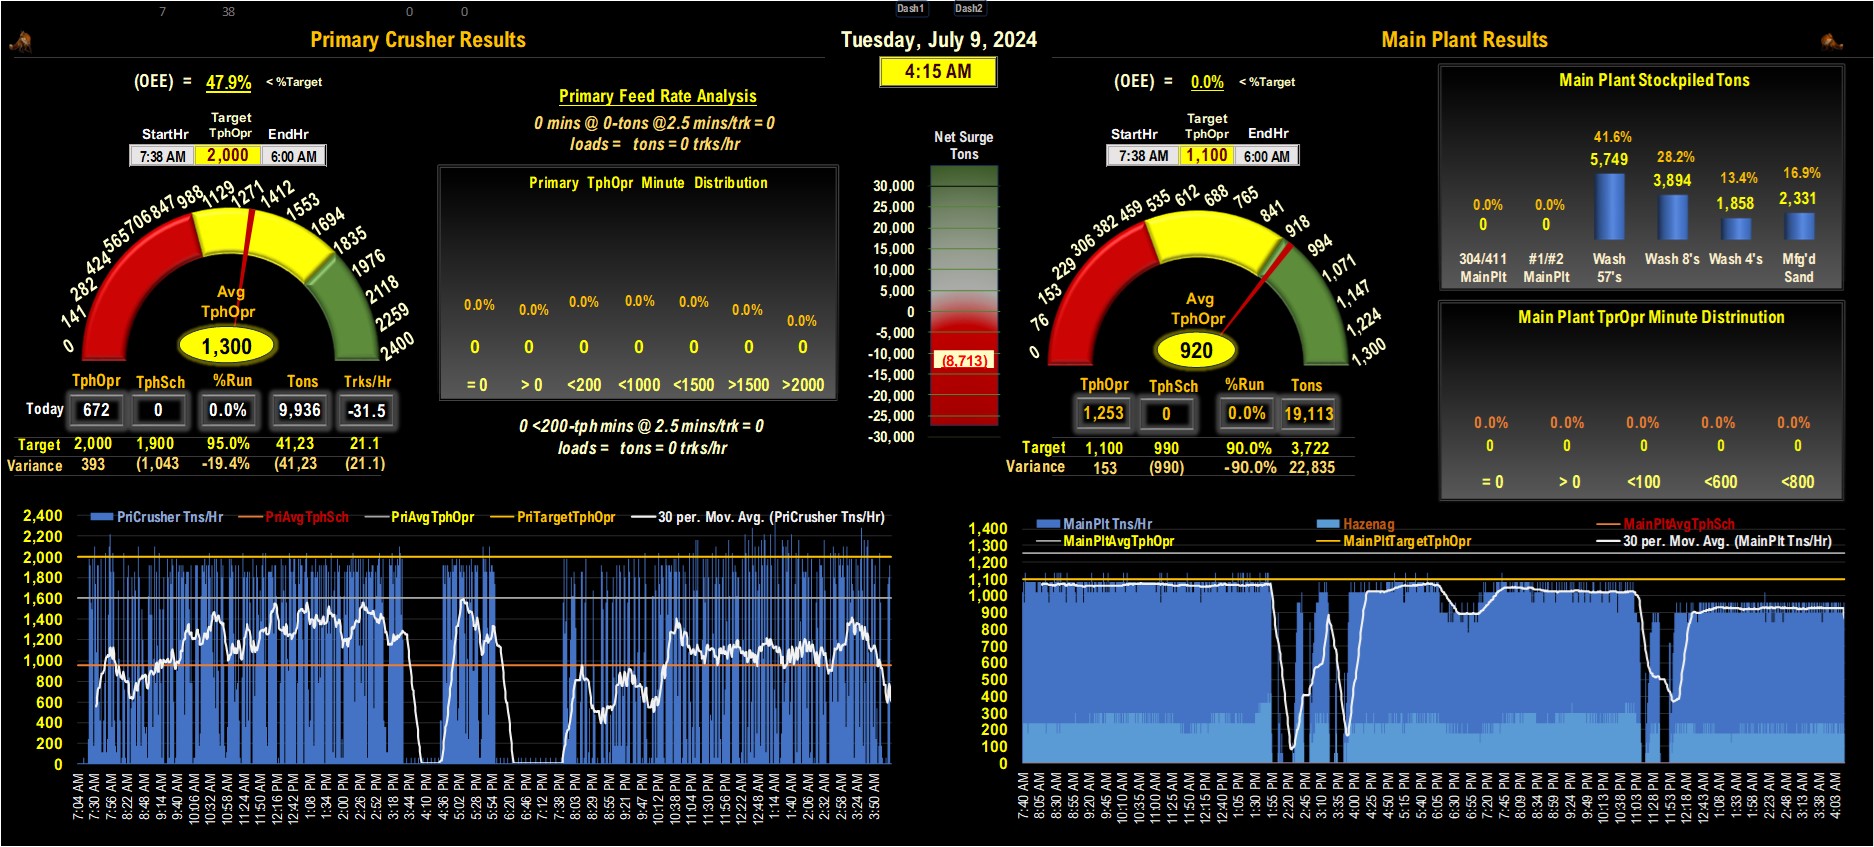 7 38 0 0
Dash1 Dash2
Primary Crusher Results
Tuesday, July 9, 2024
Main Plant Results
4:15 AM
(OEE) = 47.9% < %Target
Target
StartHr TphOpr EndHr
7:38 AM 2,000 6:00 AM
0 141 282 424 565 706 847 988 1129 1271 1412 1553 1694 1835 1976 2118 2259 2400
Avg
TphOpr
1,300
TphOpr TphSch %Run Tons Trks/Hr
Today 672 0 0.0% 9,936 -31.5
Target 2,000 1,900 95.0% 41,23 21.1
Variance 393 (1,043 -19.4% (41,23 (21.1)
Primary Feed Rate Analysis
0 mins @ 0-tons @2.5 mins/trk = 0
loads = tons = 0 trks/hr
Primary TphOpr Minute Distribution
0.0% 0.0% 0.0% 0.0% 0.0% 0.0% 0.0%
0 0 0 0 0 0 0
= 0 > 0 <200 <1000 <1500 >1500 >2000
0 <200-tph mins @ 2.5 mins/trk = 0
loads = tons = 0 trks/hr
Net Surge
Tons
30,000
25,000
20,000
15,000
10,000
5,000
0
-5,000
-10,000
(8,713)
-15,000
-20,000
-25,000
-30,000
(OEE) = 0.0% < %Target
Target
StartHr TphOpr EndHr
7:38 AM 1,100 6:00 AM
0 76 153 229 306 382 459 535 612 688 765 841 918 994 1,071 1,147 1,224 1,300
Avg
TphOpr
920
TphOpr TphSch %Run Tons
1,253 0 0.0% 19,113
Target 1,100 990 90.0% 3,722
Variance 153 (990) -90.0% 22,835
Main Plant Stockpiled Tons
0.0% 0.0% 41.6% 28.2% 13.4% 16.9%
0 0 5,749 3,894 1,858 2,331
304/411 #1/#2 Wash Wash 8's Wash 4's Mfg'd
MainPlt MainPlt 57's Sand
Main Plant TprOpr Minute Distrinution
0.0% 0.0% 0.0% 0.0% 0.0%
0 0 0 0 0
= 0 > 0 <100 <600 <800
PriCrusher Tns/Hr PriAvgTphSch PriAvgTphOpr PriTargetTphOpr 30 per. Mov. Avg. (PriCrusher Tns/Hr)
2,400
2,200
2,000
1,800
1,600
1,400
1,200
1,000
800
600
400
200
0
7:04 AM 7:30 AM 7:56 AM 8:22 AM 8:48 AM 9:14 AM 9:40 AM 10:06 AM 10:32 AM 10:58 AM 11:24 AM 11:50 AM 12:16 PM 12:42 PM 1:08 PM 1:34 PM 2:00 PM 2:26 PM 2:52 PM 3:18 PM 3:44 PM 4:10 PM 4:36 PM 5:02 PM 5:28 PM 5:54 PM 6:20 PM 6:46 PM 7:12 PM 7:38 PM 8:03 PM 8:29 PM 8:55 PM 9:21 PM 9:47 PM 10:12 PM 10:38 PM 11:04 PM 11:30 PM 11:56 PM 12:22 AM 12:48 AM 1:14 AM 1:40 AM 2:06 AM 2:32 AM 2:58 AM 3:24 AM 3:50 AM
MainPlt Tns/Hr Hazenag MainPltAvgTphSch
MainPltAvgTphOpr MainPltTargetTphOpr 30 per. Mov. Avg. (MainPlt Tns/Hr)
1,400
1,300
1,200
1,100
1,000
900
800
700
600
500
400
300
200
100
0
7:40 AM 8:05 AM 8:30 AM 8:55 AM 9:20 AM 9:45 AM 10:10 AM 10:35 AM 11:00 AM 11:25 AM 11:50 AM 12:15 PM 12:40 PM 1:05 PM 1:30 PM 1:55 PM 2:20 PM 2:45 PM 3:10 PM 3:35 PM 4:00 PM 4:25 PM 4:50 PM 5:15 PM 5:40 PM 6:05 PM 6:30 PM 6:55 PM 7:20 PM 7:45 PM 8:09 PM 8:34 PM 8:59 PM 9:24 PM 9:49 PM 10:13 PM 10:38 PM 11:03 PM 11:28 PM 11:53 PM 12:18 AM 12:43 AM 1:08 AM 1:33 AM 1:58 AM 2:23 AM 2:48 AM 3:13 AM 3:38 AM 4:03 AM